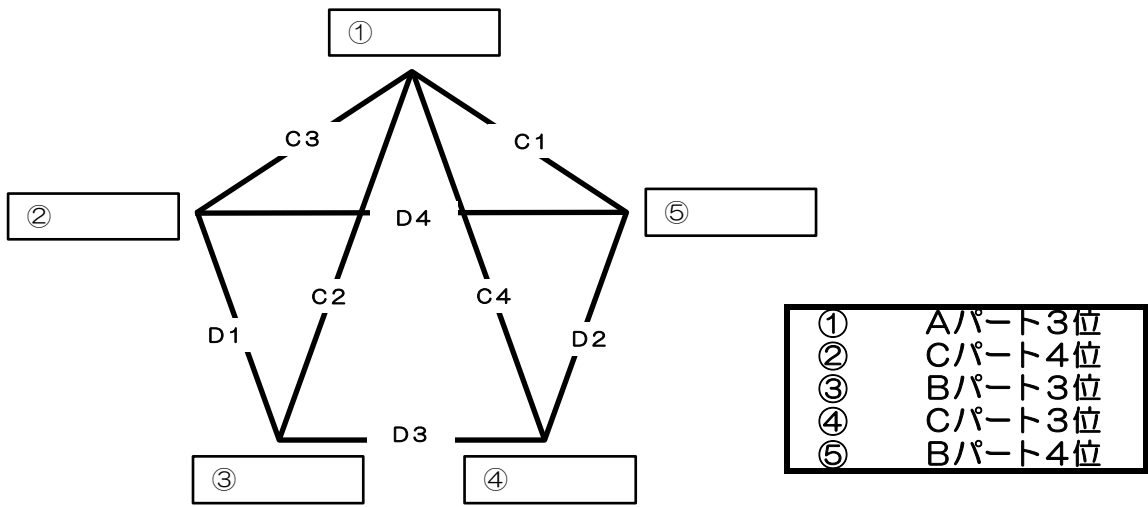 ①
C3
C1
②
D4
⑤
C2
C4
D1
D2
D3
③
④
① Aパート3位
② Cパート4位
③ Bパート3位
④ Cパート3位
⑤ Bパート4位